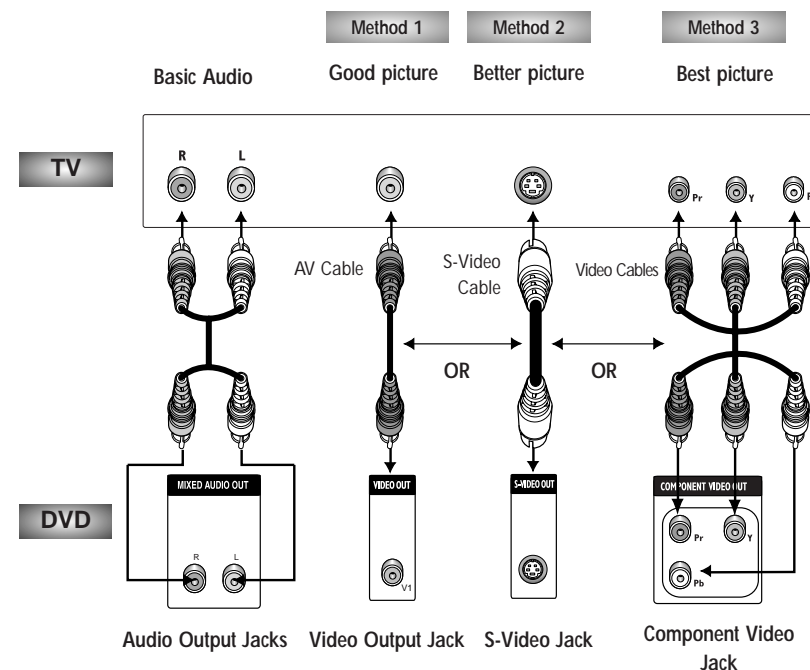 Method 1
Method 2
Method 3
Basic Audio
Good picture
Better picture
Best picture
TV
R
L
Pr
Y
AV Cable
S-Video
Cable
Video Cables
OR
OR
DVD
MIXED AUDIO OUT
VIDEO OUT
S-VIDEO OUT
COMPONENT VIDEO OUT
R
L
V1
Pr
Y
Pb
Audio Output Jacks
Video Output Jack
S-Video Jack
Component Video
Jack